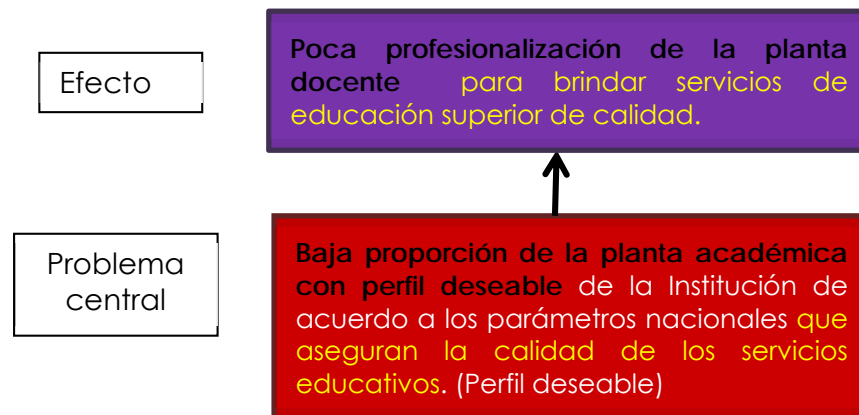 Efecto
Poca profesionalización de la planta
docente para brindar servicios de
educación superior de calidad.
Problema
central
Baja proporción de la planta académica
con perfil deseable de la Institución de
acuerdo a los parámetros nacionales que
aseguran la calidad de los servicios
educativos. (Perfil deseable)